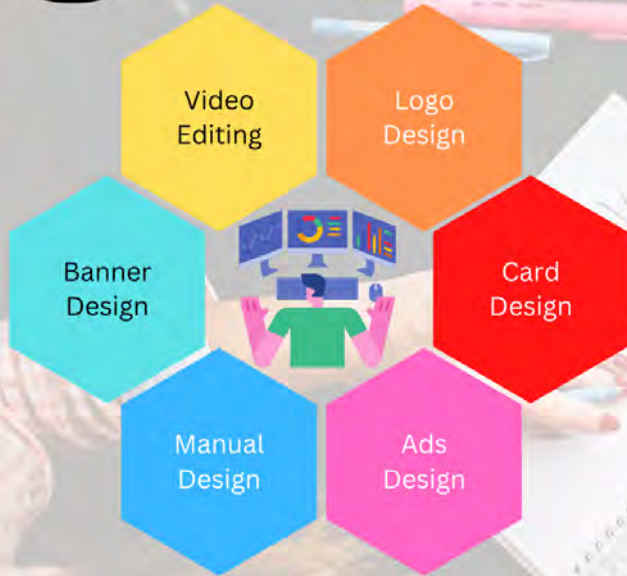 Video
Editing
Logo
Design
Banner
Design
Card
Design
Manual
Design
Ads
Design